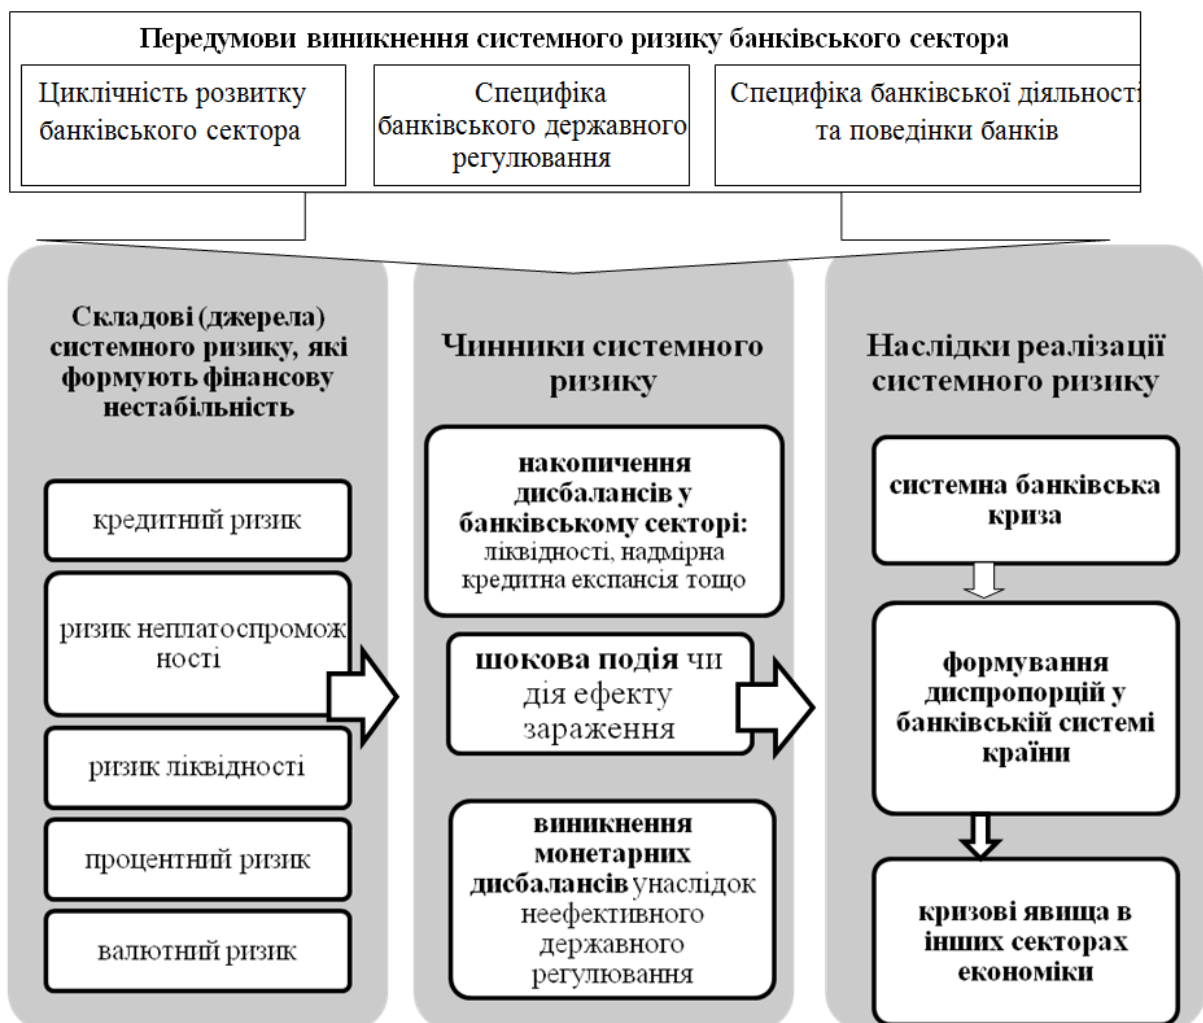 Передумови виникнення системного ризику банківського сектора
Циклічність розвитку
банківського сектора
Специфіка
банківського державного
регулювання
Специфіка банківської діяльності
та поведінки банків
Складові (джерела)
системного ризику, які
формують фінансову
нестабільність
кредитний ризик
ризик неплатоспромож
ності
ризик ліквідності
процентний ризик
валютний ризик
Чинники системного
ризику
накопичення
дисбалансів у
банківському секторі:
ліквідності, надмірна
кредитна експансія тощо
шокова подія чи
дія ефекту
зараження
виникнення
монетарних
дисбалансів унаслідок
неефективного
державного
регулювання
Наслідки реалізації
системного ризику
системна банківська
криза
формування
диспропорцій у
банківській системі
країни
кризові явища в
інших секторах
економіки